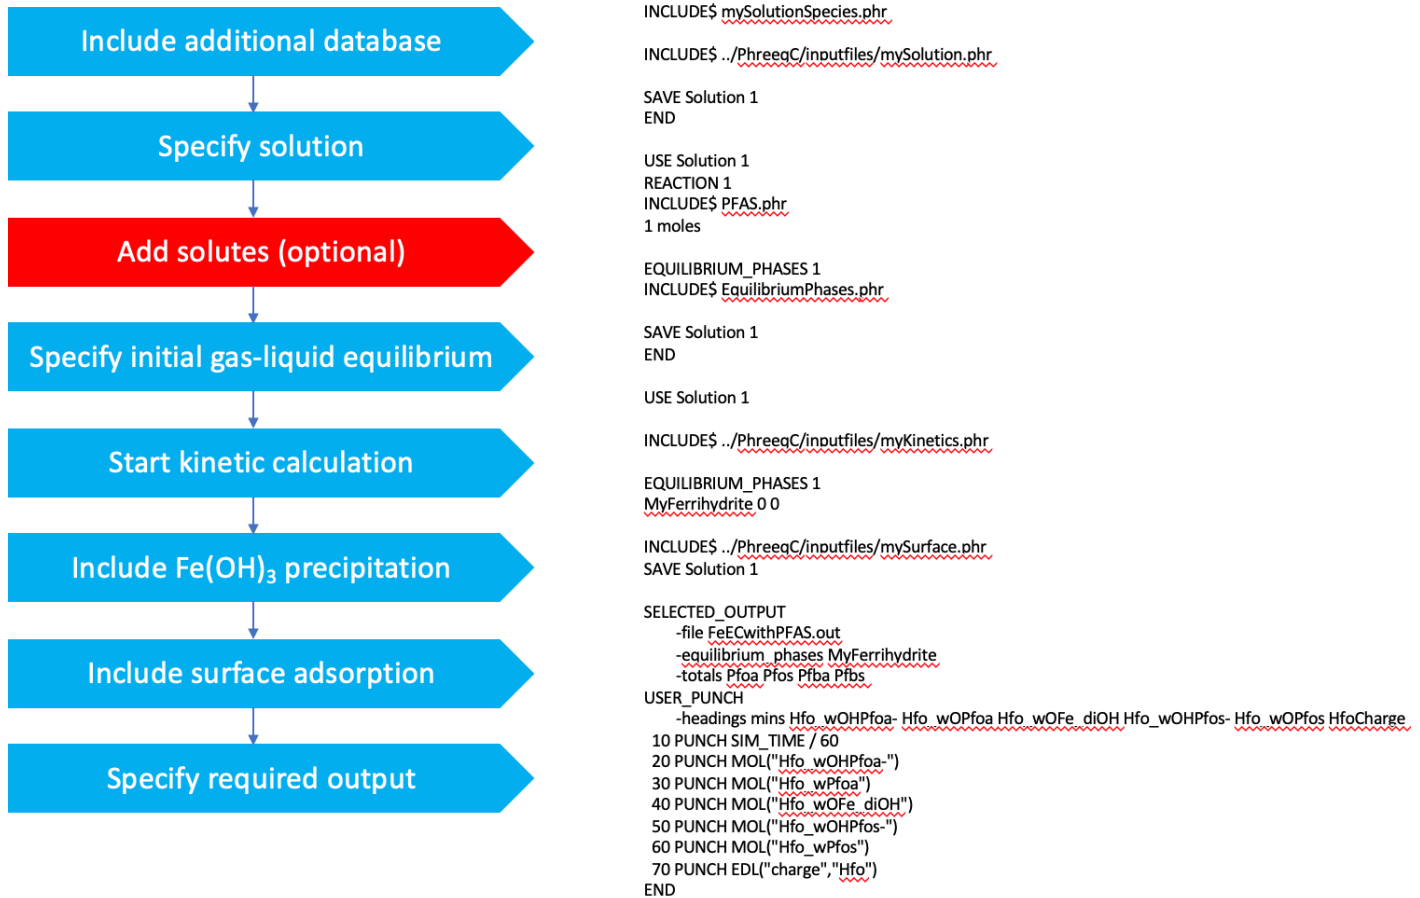 Include additional database
Specify solution
Add solutes (optional)
Specify initial gas-liquid equilibrium
Start kinetic calculation
Include Fe(OH)₃ precipitation
Include surface adsorption
Specify required output
INCLUDE$ mySolutionSpecies.phr
INCLUDE$ ../PhreeqC/inputfiles/mySolution.phr
SAVE Solution 1
END
USE Solution 1
REACTION 1
INCLUDE$ PFAS.phr
1 moles
EQUILIBRIUM_PHASES 1
INCLUDE$ EquilibriumPhases.phr
SAVE Solution 1
END
USE Solution 1
INCLUDE$ ../PhreeqC/inputfiles/myKinetics.phr
EQUILIBRIUM_PHASES 1
MyFerrihydrite 0 0
INCLUDE$ ../PhreeqC/inputfiles/mySurface.phr
SAVE Solution 1
SELECTED_OUTPUT
-file FeECwithPFAS.out
-equilibrium_phases MyFerrihydrite
-totals Pfoa Pfos Pfba Pfbs
USER_PUNCH
-headings mins Hfo_wOHPfoa- Hfo_wOPfoa Hfo_wOFe_diOH Hfo_wOHPfos- Hfo_wOPfos HfoCharge
10 PUNCH SIM_TIME / 60
20 PUNCH MOL("Hfo_wOHPfoa-")
30 PUNCH MOL("Hfo_wPfoa")
40 PUNCH MOL("Hfo_wOFe_diOH")
50 PUNCH MOL("Hfo_wOHPfos-")
60 PUNCH MOL("Hfo_wPfos")
70 PUNCH EDL("charge","Hfo")
END